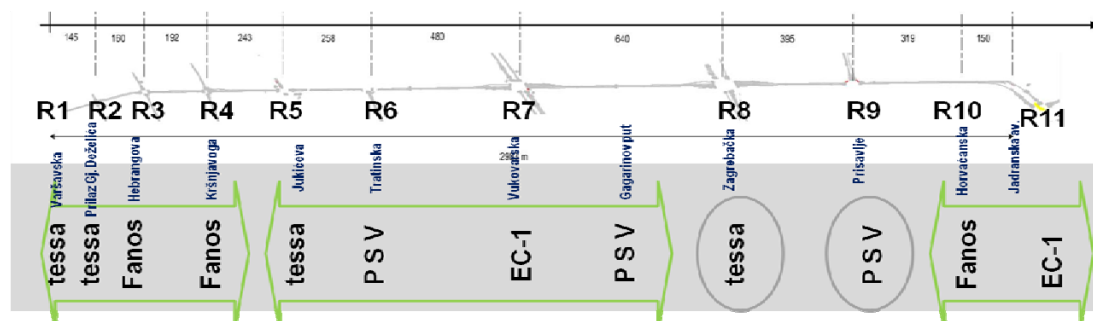 145 190 192 243 258 480 640 395 319 150
R1 R2 R3 R4 R5 R6 R7 R8 R9 R10 R11
Varšavska
Prilaz Gj. Deželića
Hebrangova
Kršnjavoga
Jukićeva
Tratinska
Vukovarska
Gagarinov put
Zagrebačka
Prisavlje
Horvaćanska
Jadranska av.
tessa
tessa
Fanos
Fanos
tessa
P S V
EC-1
P S V
tessa
P S V
Fanos
EC-1